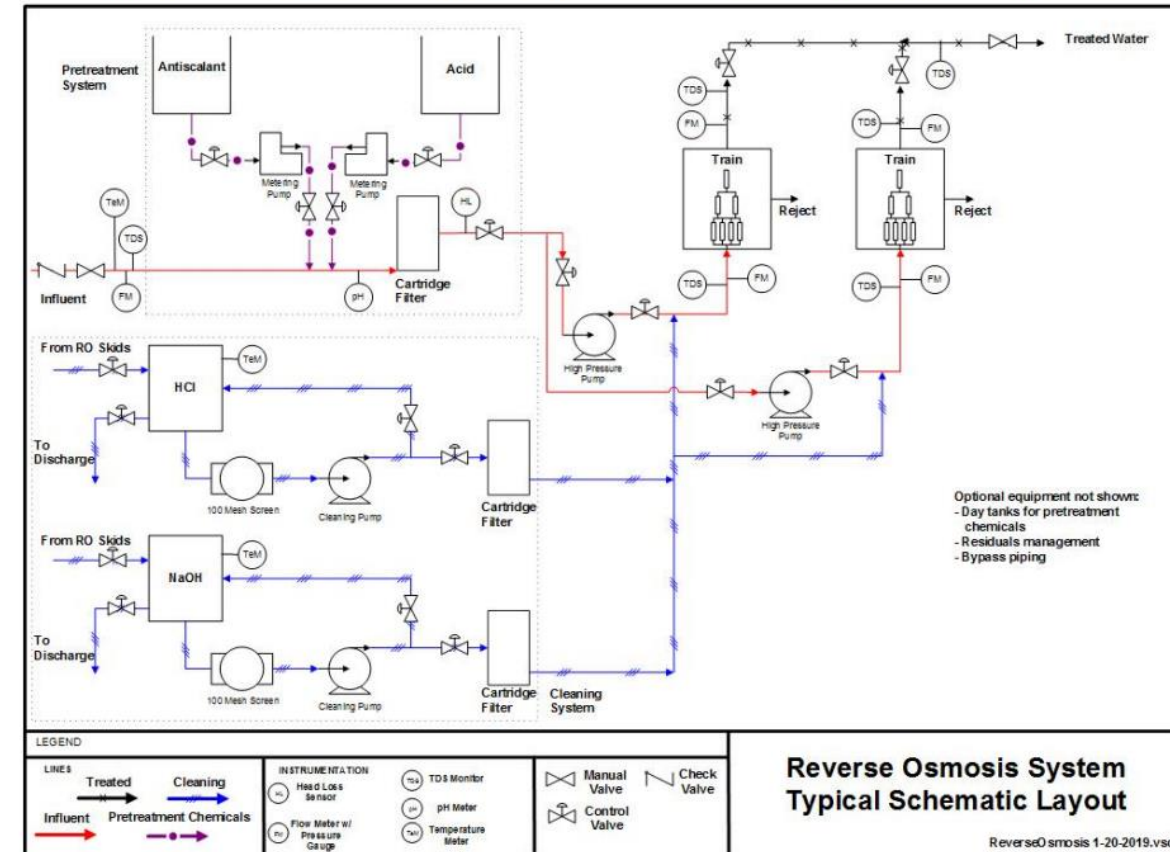 Pretreatment
System
Antiscalant
Acid
Metering
Pump
Metering
Pump
TeM
TDS
FM
pH
HL
Influent
Cartridge
Filter
Treated Water
TDS
TDS
FM
TDS
FM
Train
Reject
Train
Reject
TDS
FM
TDS
FM
High Pressure
Pump
High Pressure
Pump
From RO Skids
HCl
TeM
To
Discharge
100 Mesh Screen
Cleaning Pump
Cartridge
Filter
From RO Skids
NaOH
TeM
To
Discharge
100 Mesh Screen
Cleaning Pump
Cartridge
Filter
Cleaning
System
Optional equipment not shown:
- Day tanks for pretreatment
chemicals
- Residuals management
- Bypass piping
LEGEND
LINES
Treated
Cleaning
Influent
Pretreatment Chemicals
INSTRUMENTATION
HL
Head Loss
Sensor
FM
Flow Meter w/
Pressure
Gauge
TDS
TDS Monitor
pH
pH Meter
TeM
Temperature
Meter
Manual
Valve
Check
Valve
Control
Valve
Reverse Osmosis System
Typical Schematic Layout
ReverseOsmosis 1-20-2019.vsd